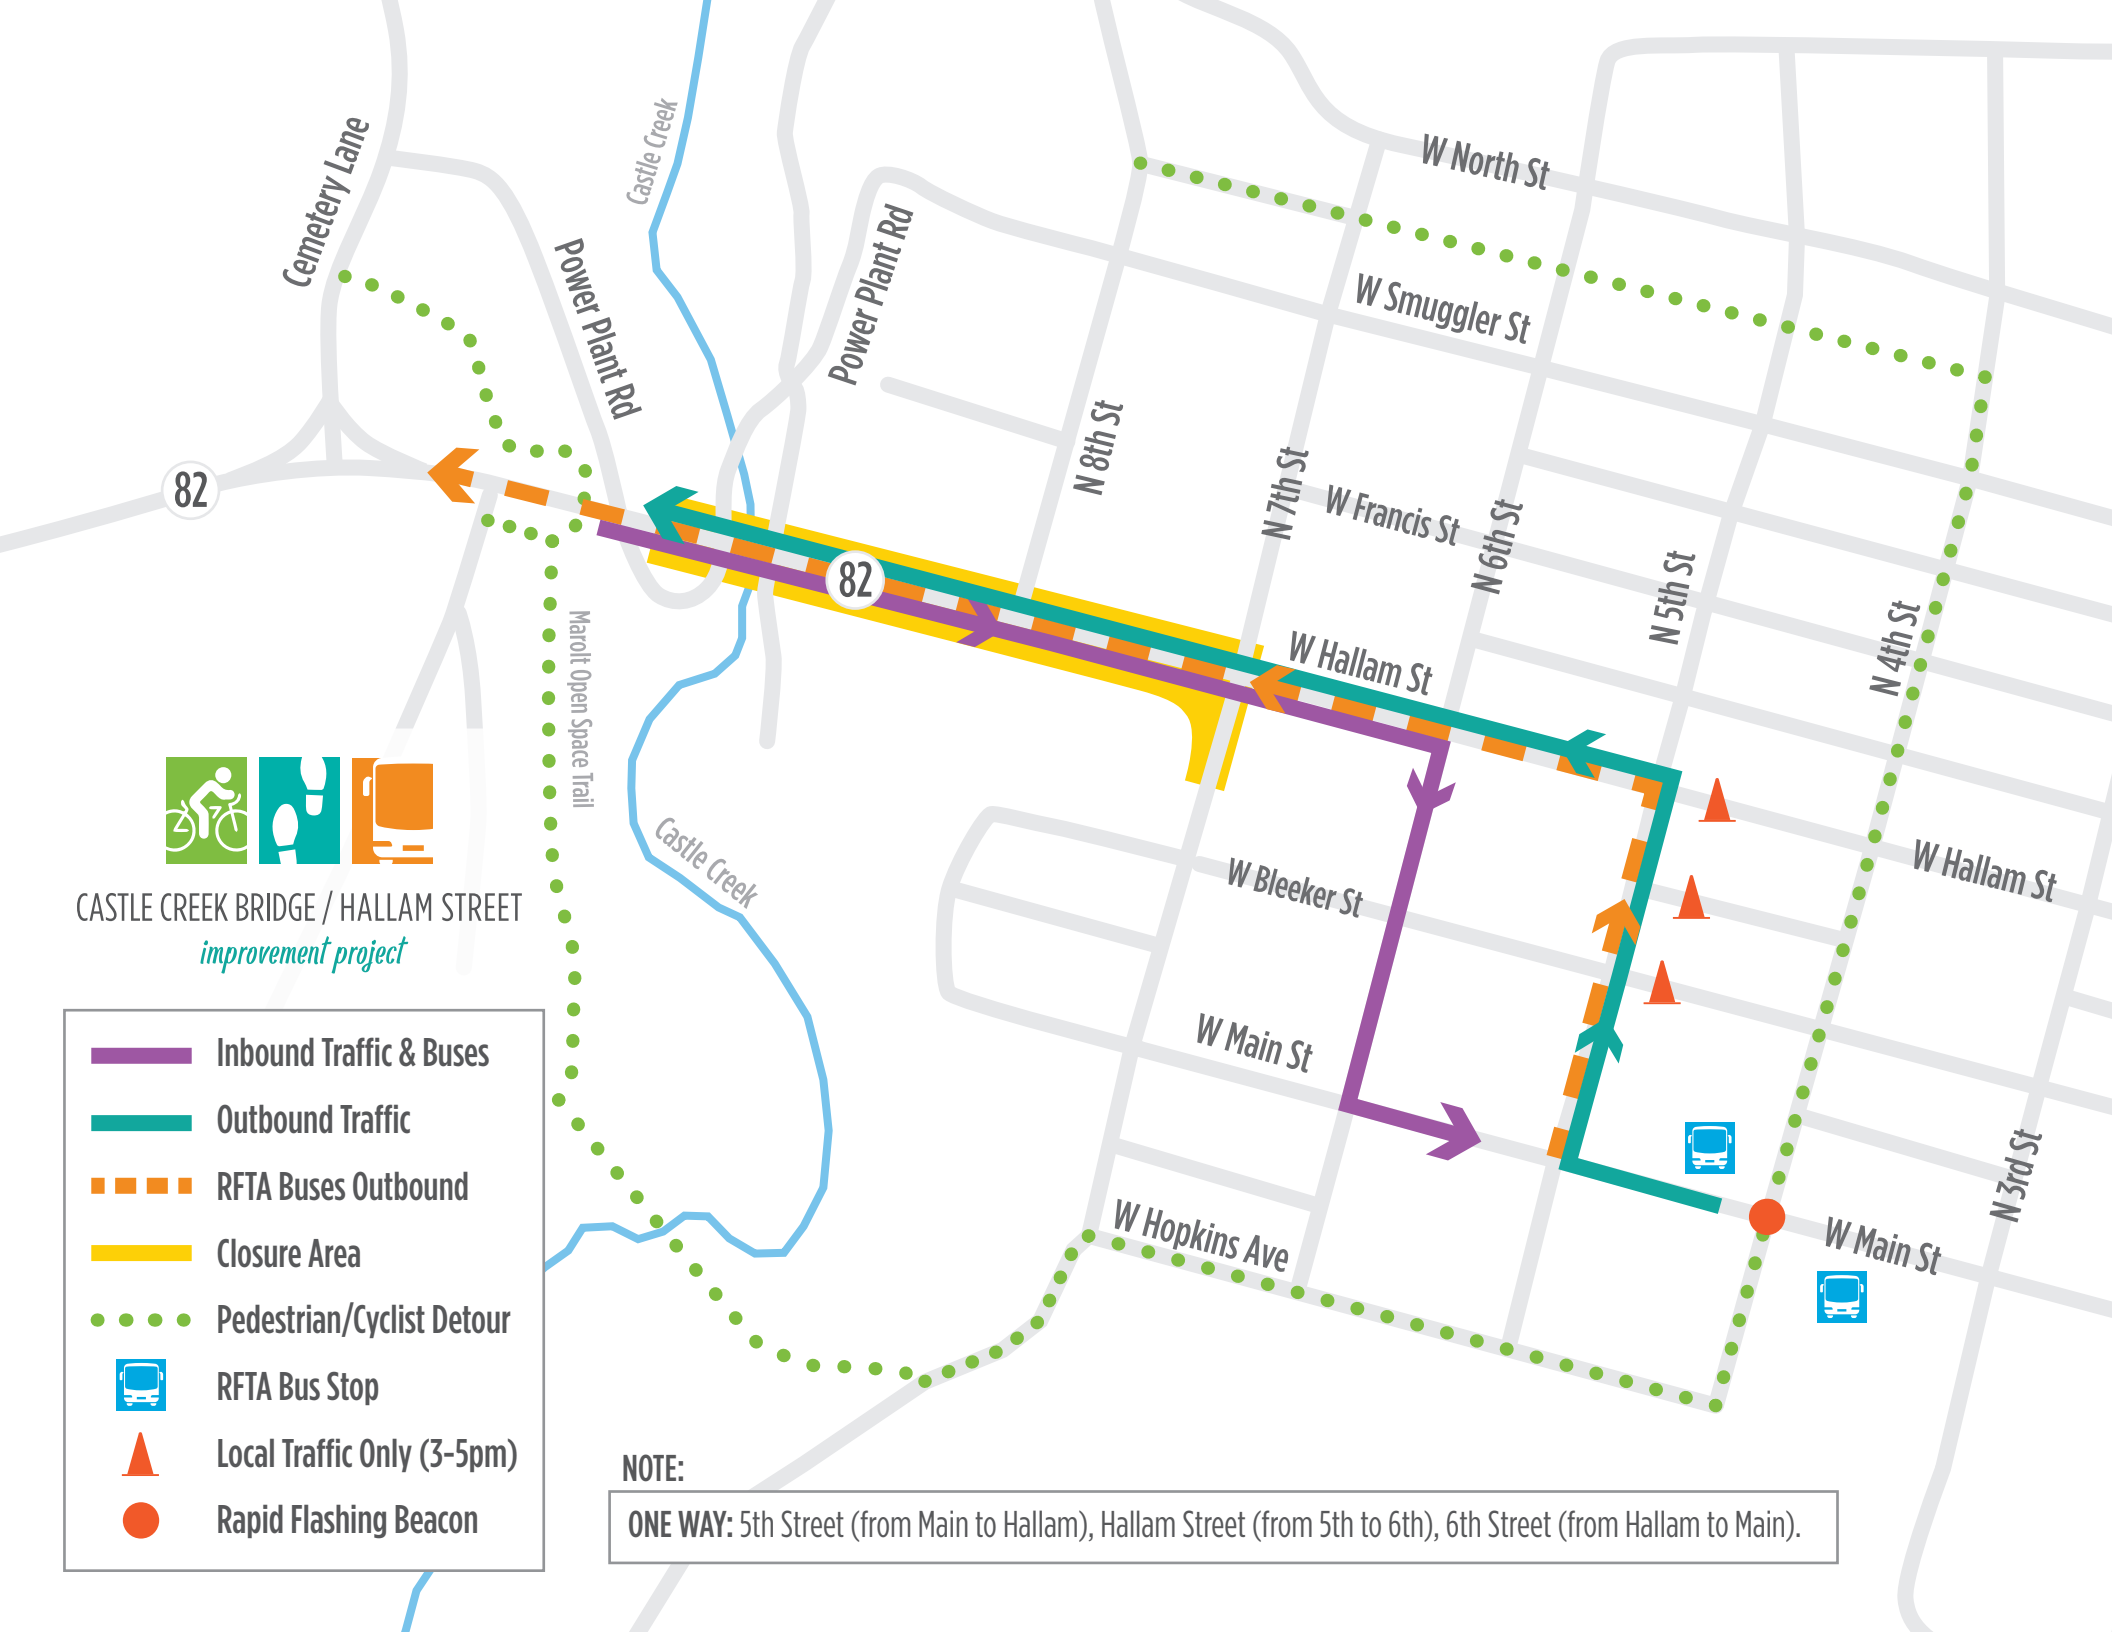 W North St
Castle Creek
Cemetery Lane
Power Plant Rd
Power Plant Rd
W Smuggler St
N 8th St
N 7th St
W Francis St
N 6th St
N 5th St
N 4th St
82
82
W Hallam St
Marolt Open Space Trail
Castle Creek
W Bleeker St
W Hallam St
W Main St
N 3rd St
W Hopkins Ave
W Main St
CASTLE CREEK BRIDGE / HALLAM STREET
improvement project
Inbound Traffic & Buses
Outbound Traffic
RFTA Buses Outbound
Closure Area
Pedestrian/Cyclist Detour
RFTA Bus Stop
Local Traffic Only (3-5pm)
Rapid Flashing Beacon
NOTE:
ONE WAY: 5th Street (from Main to Hallam), Hallam Street (from 5th to 6th), 6th Street (from Hallam to Main).